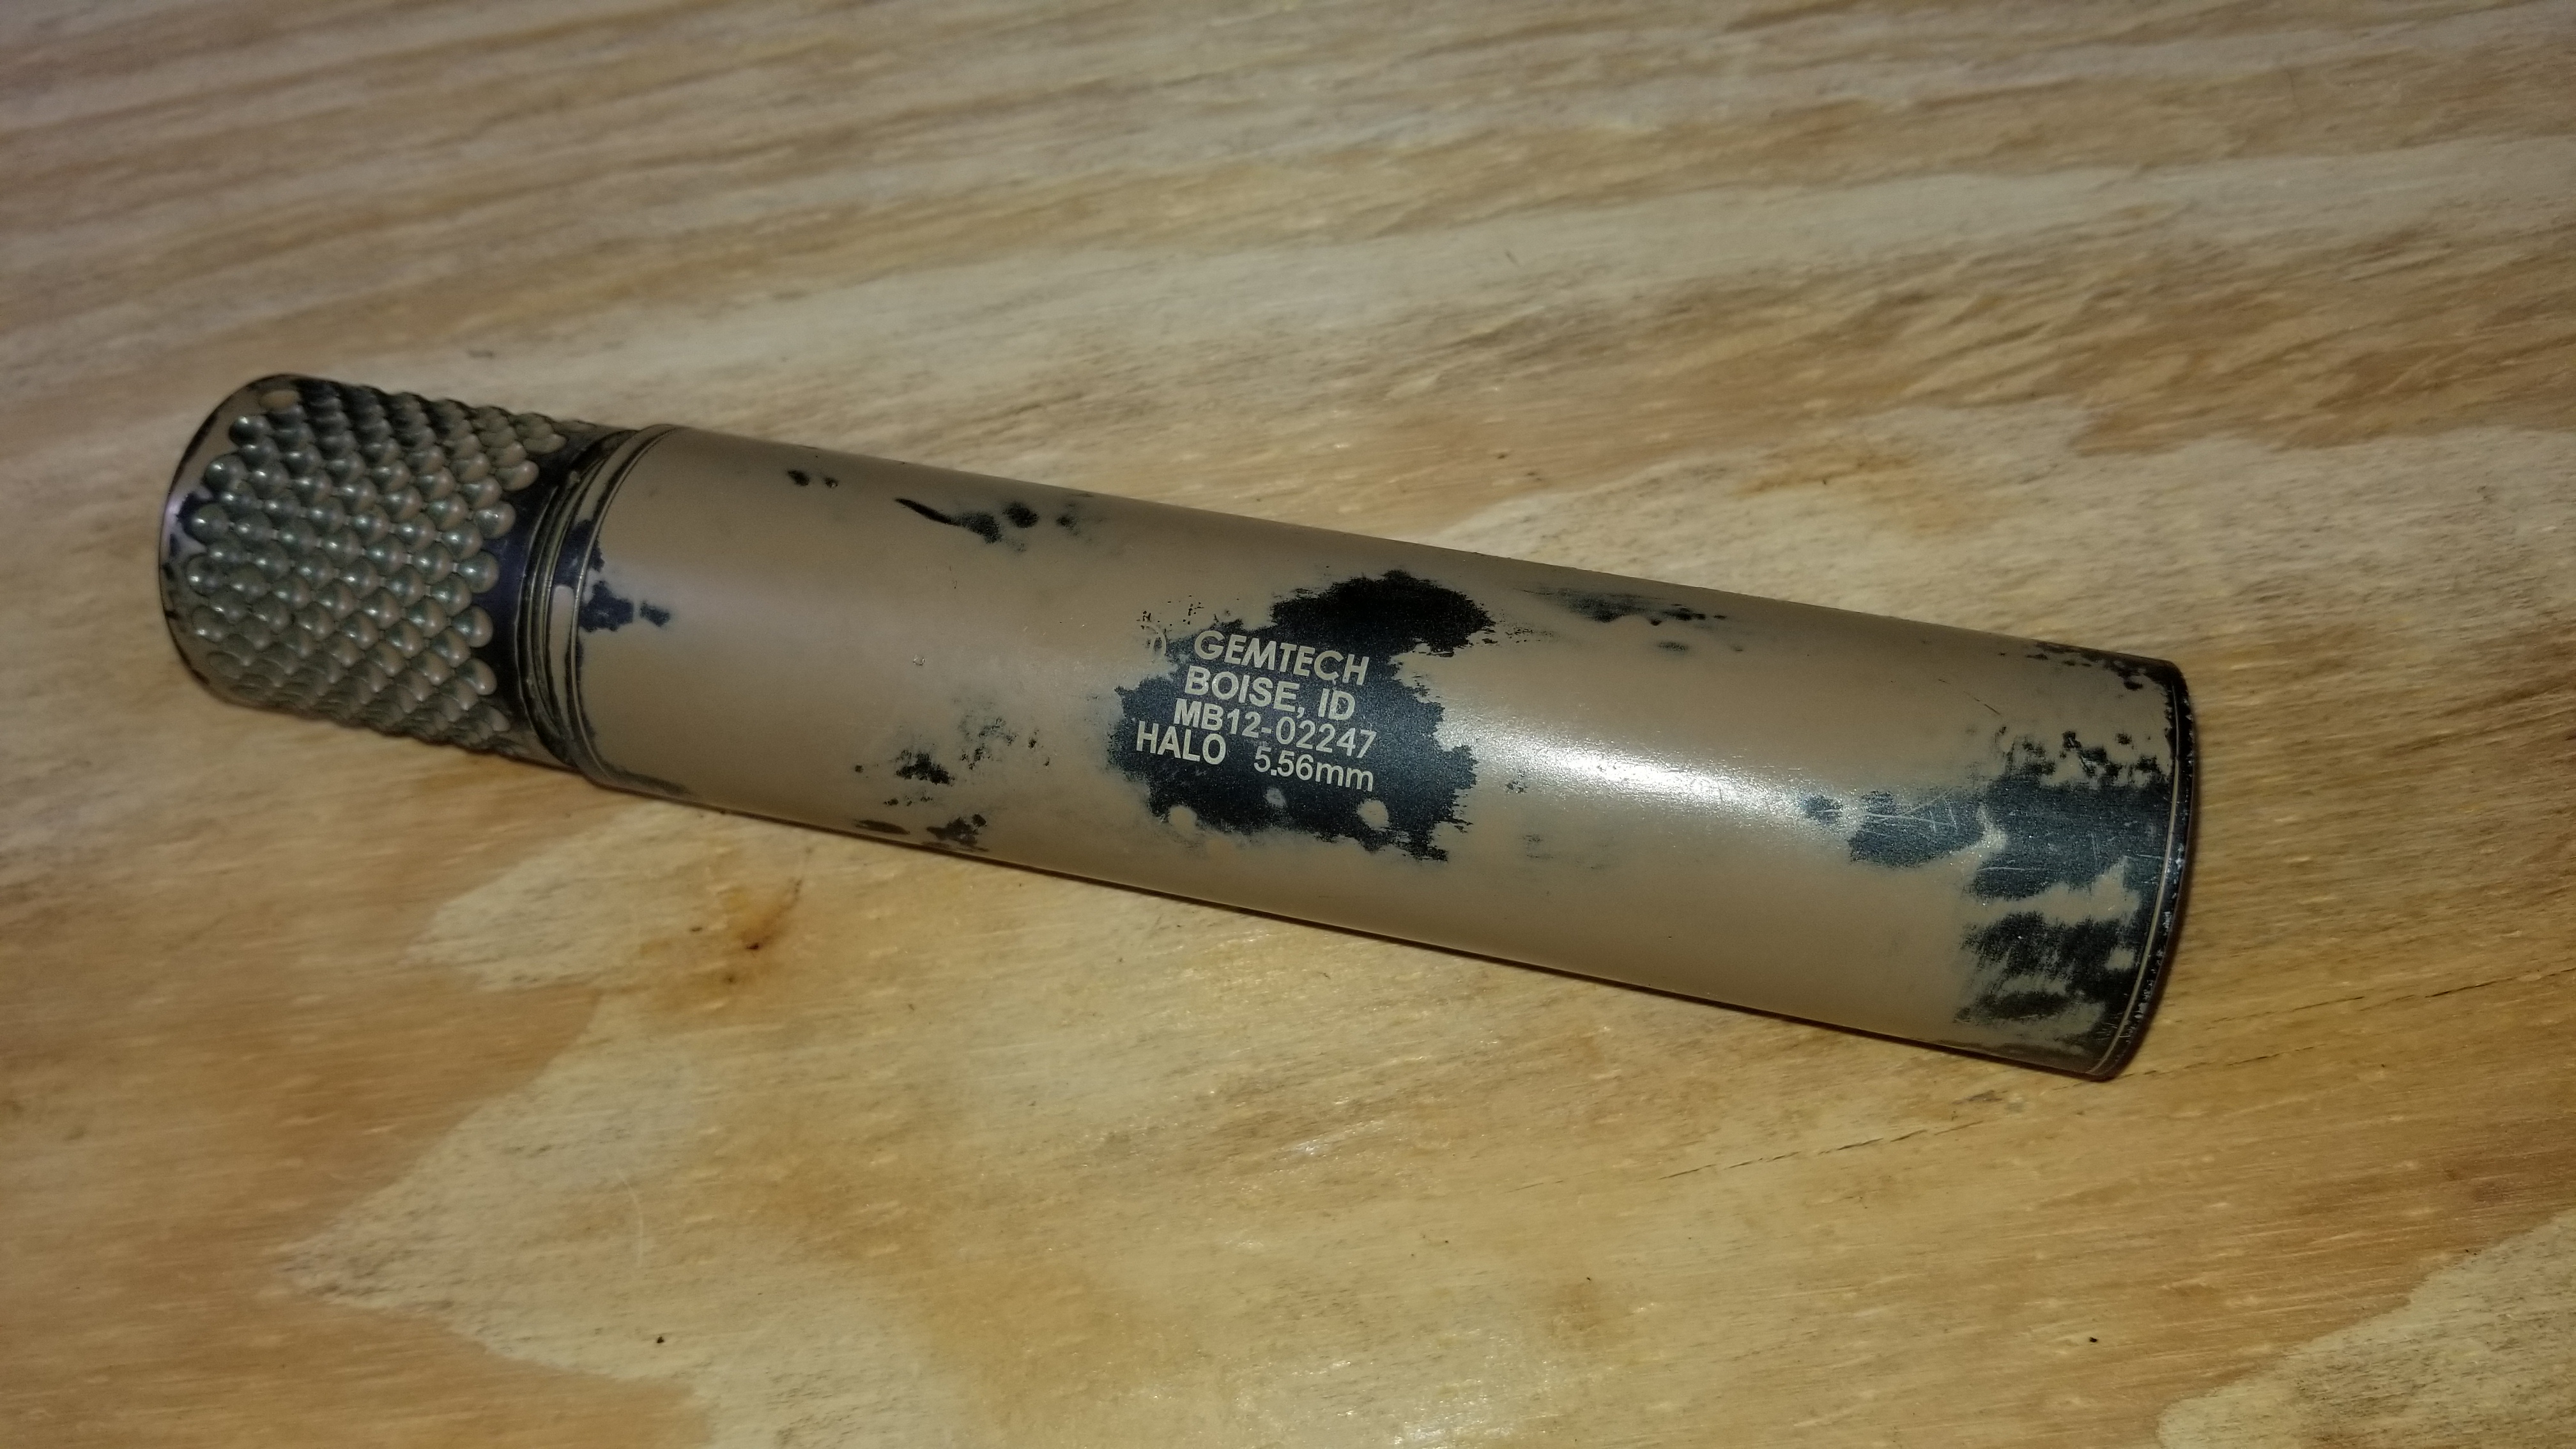 GEMTECH
BOISE, ID
MB12-02247
HALO 5.56mm